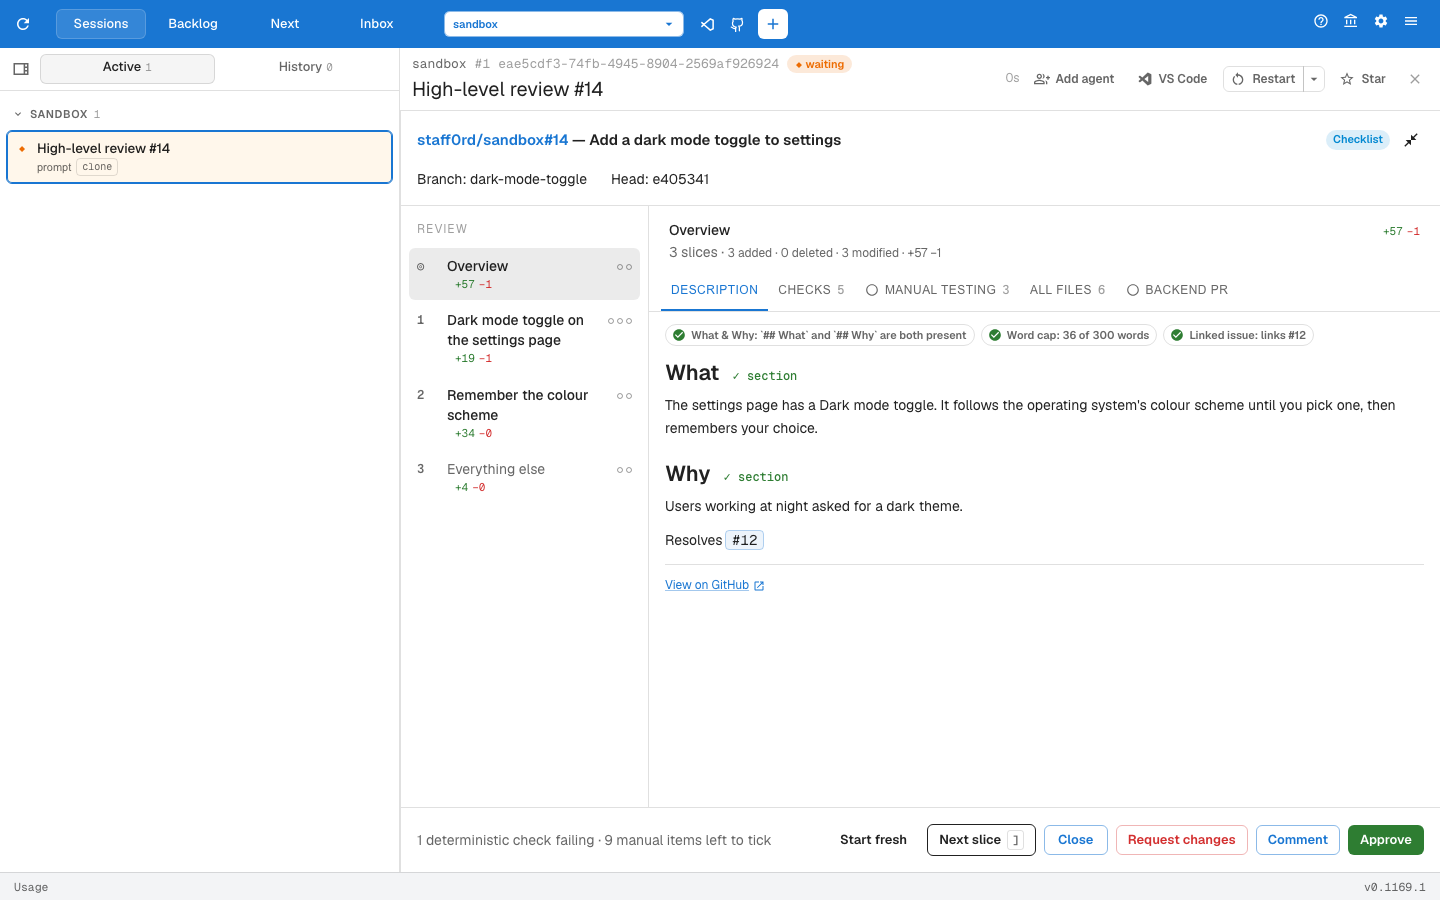 Sessions
Backlog
Next
Inbox
sandbox
Active 1
History 0
SANDBOX 1
High-level review #14
prompt clone
sandbox #1 eae5cdf3-74fb-4945-8904-2569af926924 waiting
High-level review #14
0s
Add agent
VS Code
Restart
Star
staff0rd/sandbox#14 — Add a dark mode toggle to settings
Checklist
Branch: dark-mode-toggle Head: e405341
REVIEW
Overview
+57 −1
1 Dark mode toggle on
the settings page
+19 −1
2 Remember the colour
scheme
+34 −0
3 Everything else
+4 −0
Overview
+57 −1
3 slices · 3 added · 0 deleted · 3 modified · +57 −1
DESCRIPTION
CHECKS 5
MANUAL TESTING 3
ALL FILES 6
BACKEND PR
What & Why: `## What` and `## Why` are both present
Word cap: 36 of 300 words
Linked issue: links #12
What ✓ section
The settings page has a Dark mode toggle. It follows the operating system's colour scheme until you pick one, then
remembers your choice.
Why ✓ section
Users working at night asked for a dark theme.
Resolves #12
View on GitHub
1 deterministic check failing · 9 manual items left to tick
Start fresh
Next slice ]
Close
Request changes
Comment
Approve
Usage
v0.1169.1